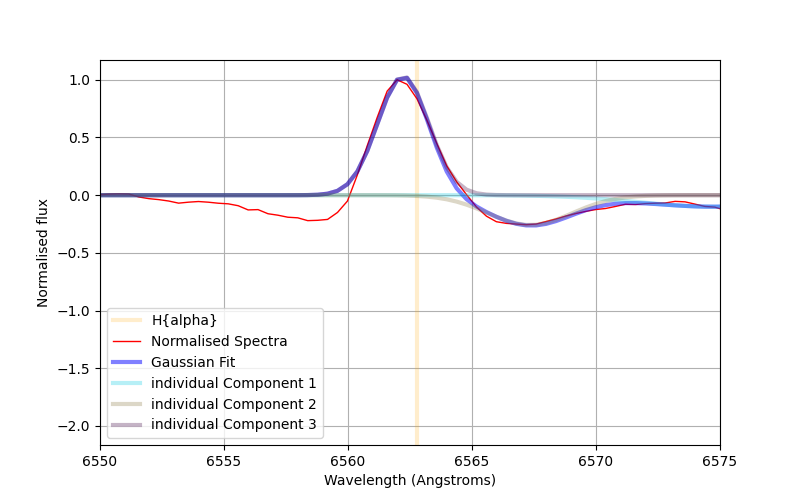 1.0
0.5
0.0
−0.5
−1.0
−1.5
−2.0
Normalised flux
H{alpha}
Normalised Spectra
Gaussian Fit
individual Component 1
individual Component 2
individual Component 3
6550 6555 6560 6565 6570 6575
Wavelength (Angstroms)